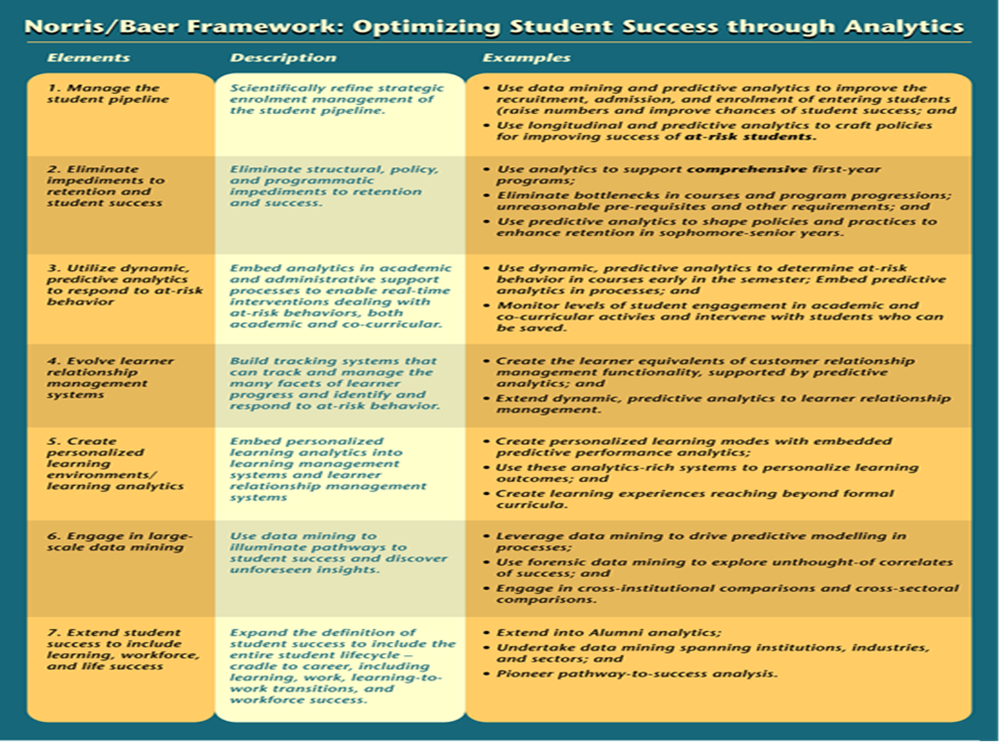 Norris/Baer Framework: Optimizing Student Success through Analytics
Elements
Description
Examples
1. Manage the
student pipeline
Scientifically refine strategic
enrolment management of
the student pipeline.
• Use data mining and predictive analytics to improve the
recruitment, admission, and enrolment of entering students
(raise numbers and improve chances of student success; and
• Use longitudinal and predictive analytics to craft policies
for improving success of at-risk students.
2. Eliminate
impediments to
retention and
student success
Eliminate structural, policy,
and programmatic
impediments to retention
and success.
• Use analytics to support comprehensive first-year
programs;
• Eliminate bottlenecks in courses and program progressions;
unreasonable pre-requisites and other requirements; and
• Use predictive analytics to shape policies and practices to
enhance retention in sophomore-senior years.
3. Utilize dynamic,
predictive analytics
to respond to at-risk
behavior
Embed analytics in academic
and administrative support
processes to enable real-time
interventions dealing with
at-risk behaviors, both
academic and co-curricular.
• Use dynamic, predictive analytics to determine at-risk
behavior in courses early in the semester; Embed predictive
analytics in processes; and
• Monitor levels of student engagement in academic and
co-curricular activies and intervene with students who can
be saved.
4. Evolve learner
relationship
management
systems
Build tracking systems that
can track and manage the
many facets of learner
progress and identify and
respond to at-risk behavior.
• Create the learner equivalents of customer relationship
management functionality, supported by predictive
analytics; and
• Extend dynamic, predictive analytics to learner relationship
management.
5. Create
personalized
learning
environments/
learning analytics
Embed personalized
learning analytics into
learning management
systems and learner
relationship management
systems
• Create personalized learning modes with embedded
predictive performance analytics;
• Use these analytics-rich systems to personalize learning
outcomes; and
• Create learning experiences reaching beyond formal
curricula.
6. Engage in large-
scale data mining
Use data mining to
illuminate pathways to
student success and discover
unforeseen insights.
• Leverage data mining to drive predictive modelling in
processes;
• Use forensic data mining to explore unthought-of correlates
of success; and
• Engage in cross-institutional comparisons and cross-sectoral
comparisons.
7. Extend student
success to include
learning, workforce,
and life success
Expand the definition of
student success to include the
entire student lifecycle –
cradle to career, including
learning, work, learning-to-
work transitions, and
workforce success.
• Extend into Alumni analytics;
• Undertake data mining spanning institutions, industries,
and sectors; and
• Pioneer pathway-to-success analysis.